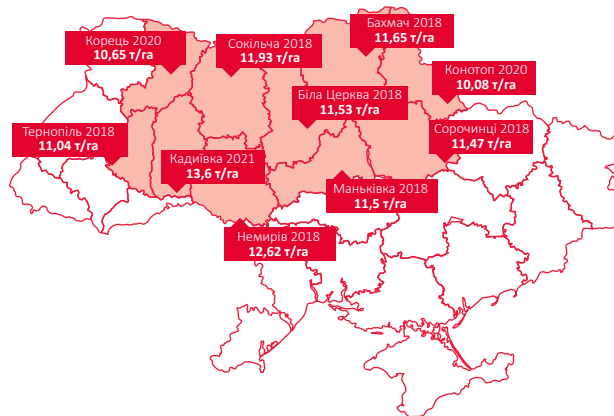 Бахмач 2018
11,65 т/га
Корець 2020
10,65 т/га
Сокільча 2018
11,93 т/га
Конотоп 2020
10,08 т/га
Біла Церква 2018
11,53 т/га
Тернопіль 2018
11,04 т/га
Сорочинці 2018
11,47 т/га
Кадиївка 2021
13,6 т/га
Маньківка 2018
11,5 т/га
Немирів 2018
12,62 т/га